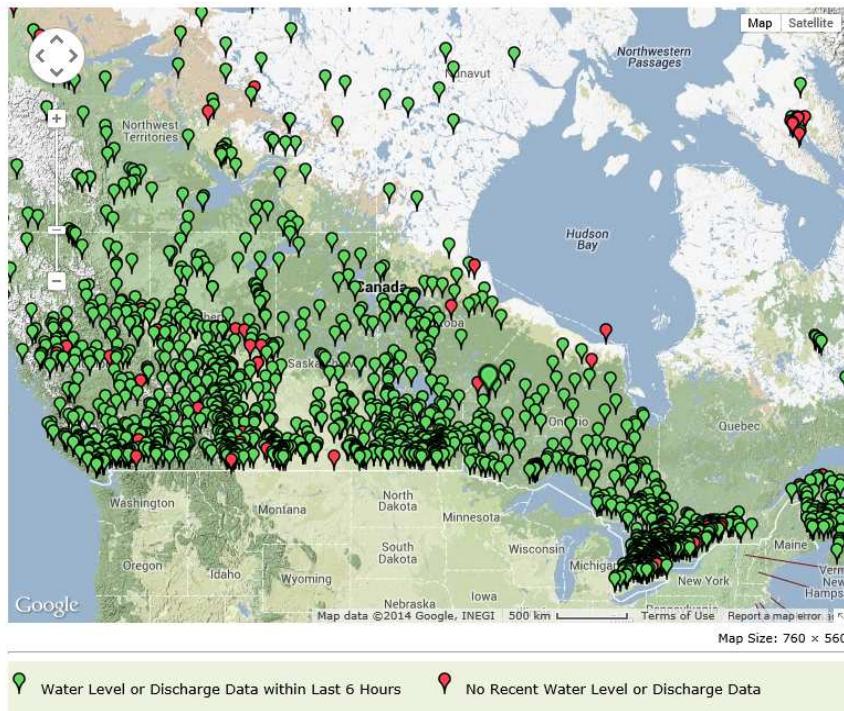 Map Satellite
Northwestern
Passages
Nunavut
Northwest
Territories
Hudson
Bay
Canada
Ontario
Quebec
Washington
Montana
North
Dakota
Minnesota
Maine
Oregon
Idaho
South
Dakota
Wisconsin
Michigan
Wyoming
New York
Nebraska
Iowa
Pennsylvania
Google
Map data ©2014 Google, INEGI 500 km Terms of Use Report a map error
Map Size: 760 × 560
Water Level or Discharge Data within Last 6 Hours No Recent Water Level or Discharge Data